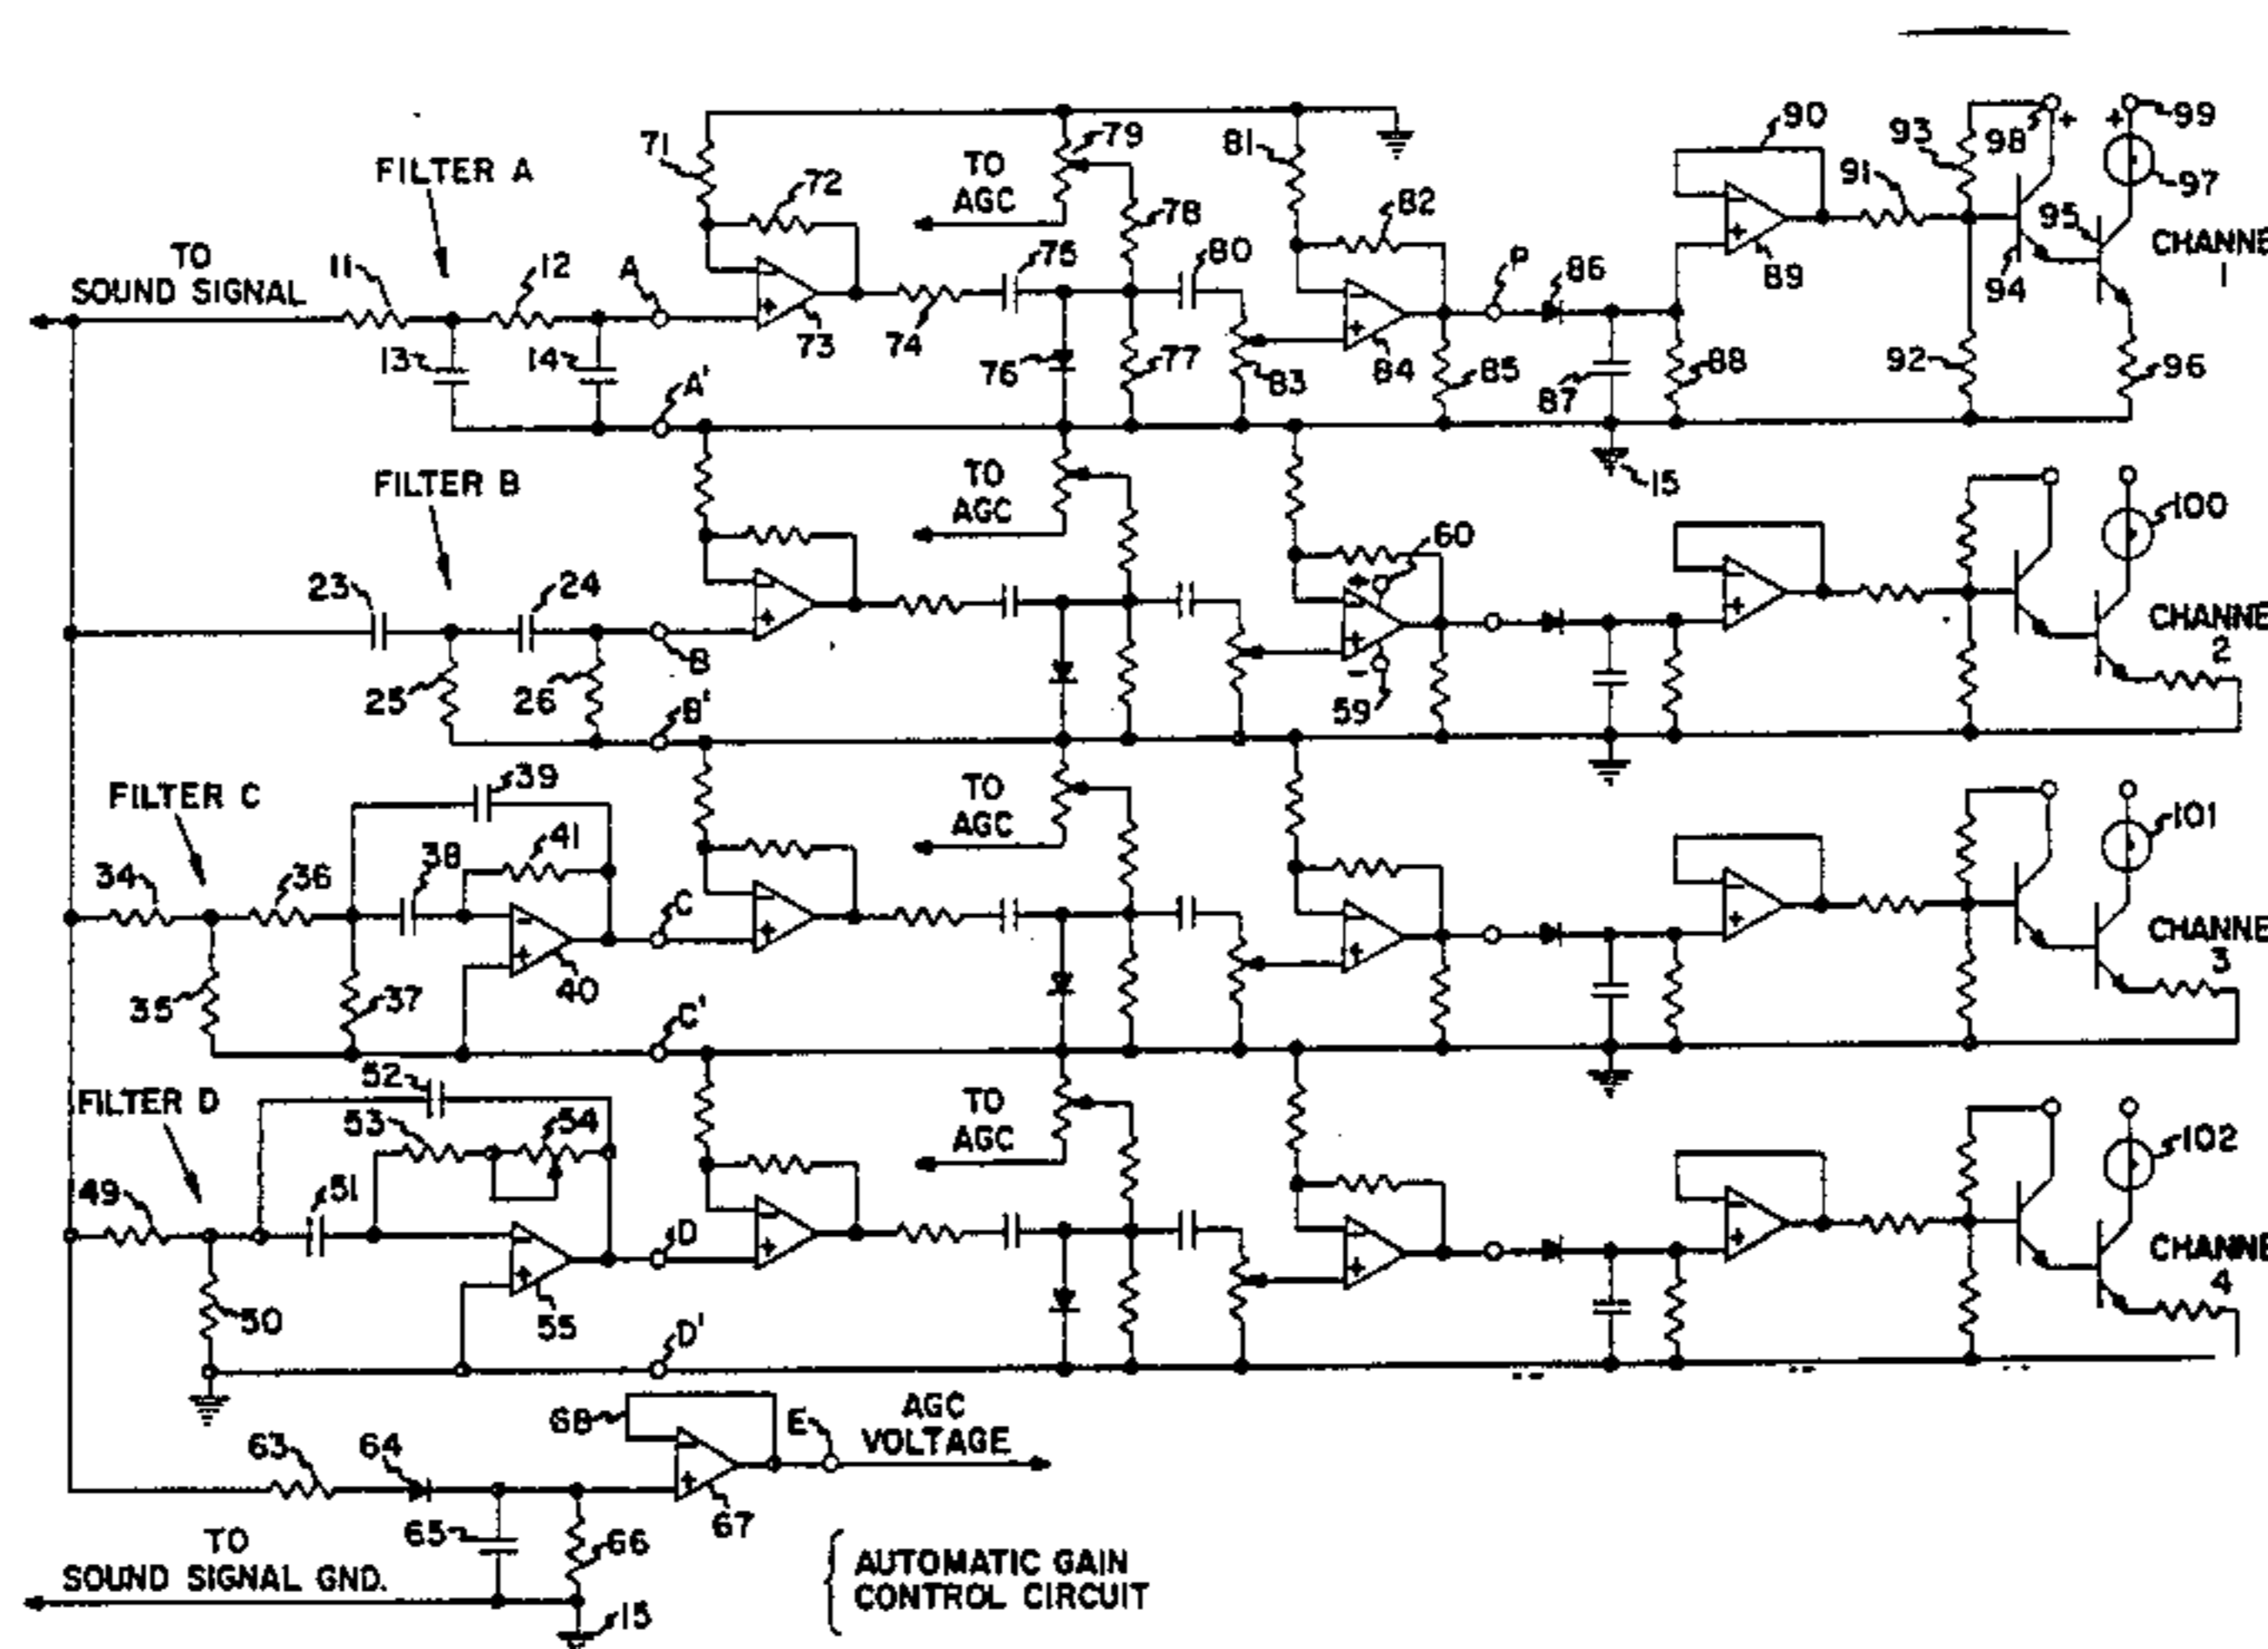 FILTER A
TO
SOUND SIGNAL
11
12
13
14
A
A'
71
72
73
74
75
76
77
78
79
TO
AGC
80
81
82
83
84
85
P
86
87
88
15
89
90
91
92
93
94
95
96
97
98
+
+
99
CHANNE
1
FILTER B
23
24
25
26
B
B'
TO
AGC
+
60
-
59
100
CHANNE
2
FILTER C
34
35
36
37
38
39
40
41
C
C'
TO
AGC
101
CHANNE
3
FILTER D
49
50
51
52
53
54
55
D
D'
TO
AGC
102
CHANNE
4
63
64
65
66
67
68
E
AGC
VOLTAGE
TO
SOUND SIGNAL GND.
15
AUTOMATIC GAIN
CONTROL CIRCUIT